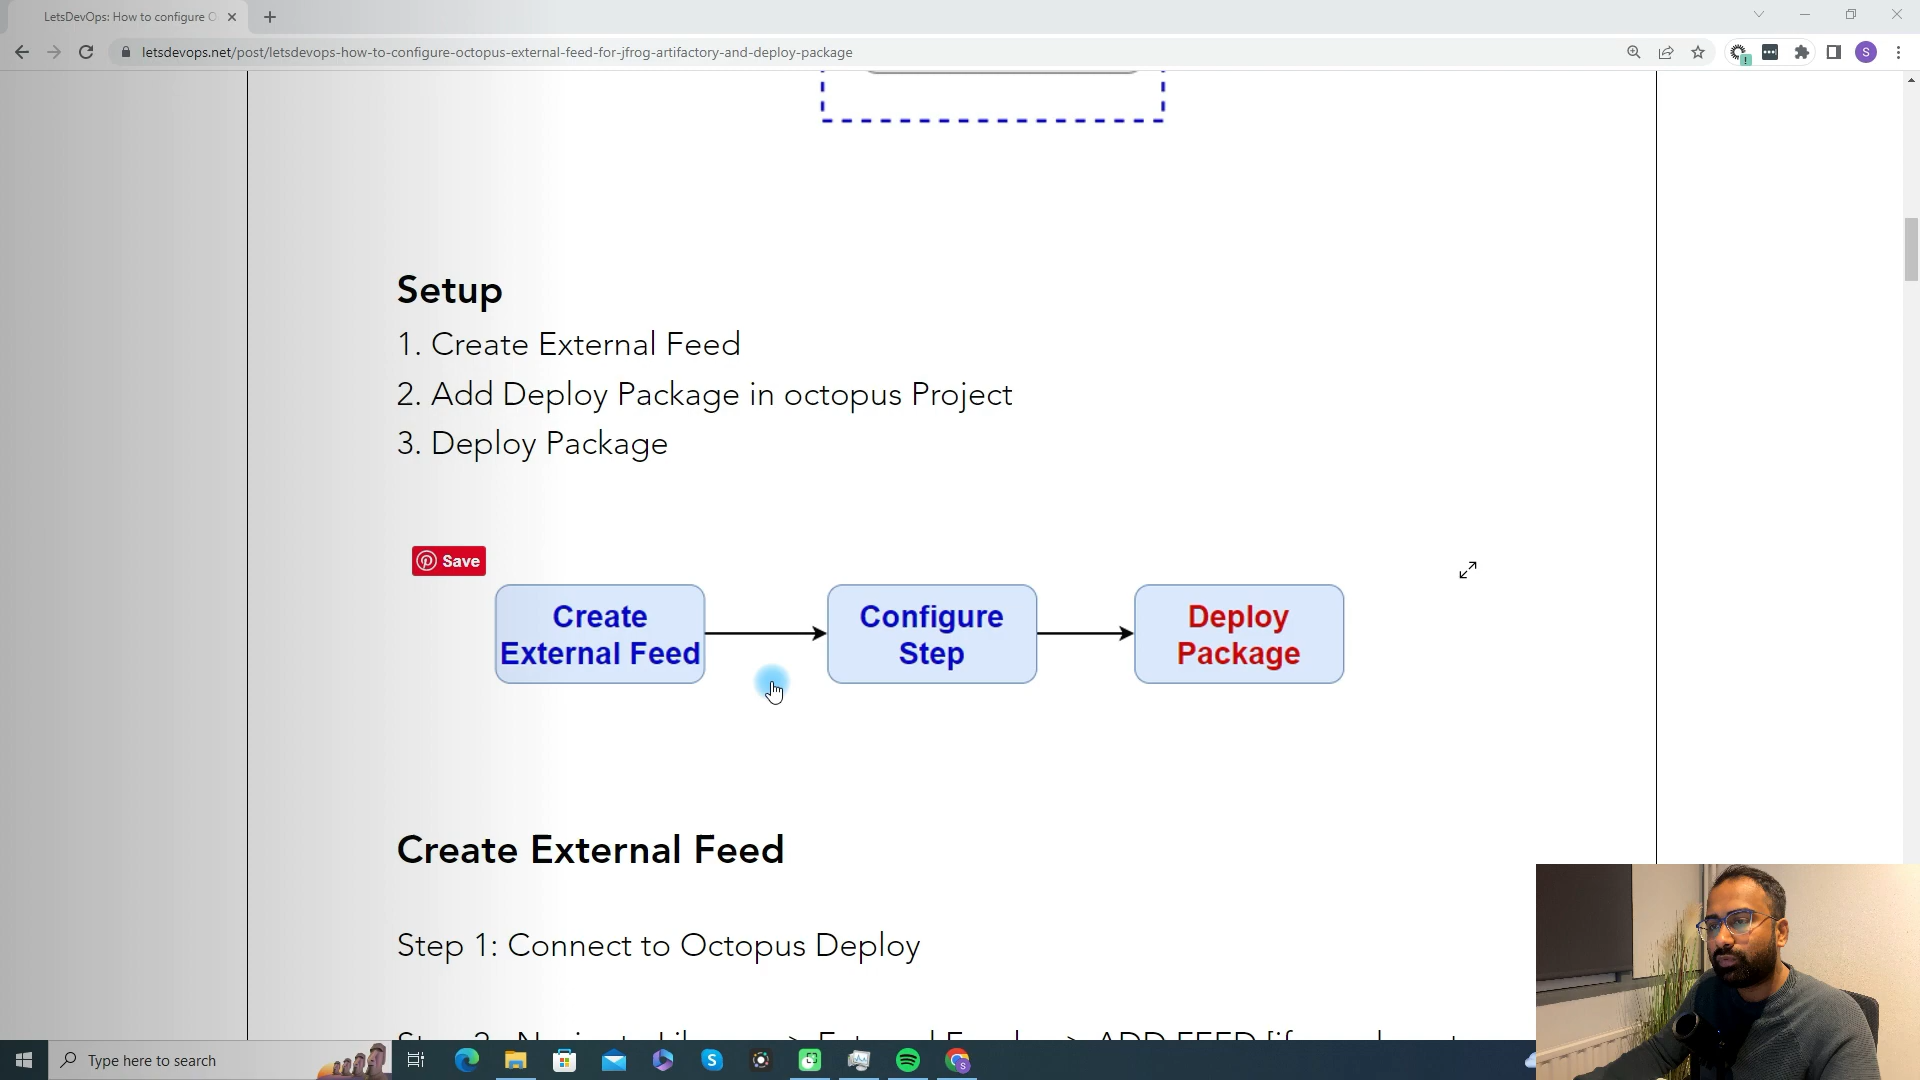 LetsDevOps: How to configure O
letsdevops.net/post/letsdevops-how-to-configure-octopus-external-feed-for-jfrog-artifactory-and-deploy-package
S
Setup
1. Create External Feed
2. Add Deploy Package in octopus Project
3. Deploy Package
Save
Create
External Feed
Configure
Step
Deploy
Package
Create External Feed
Step 1: Connect to Octopus Deploy
Type here to search